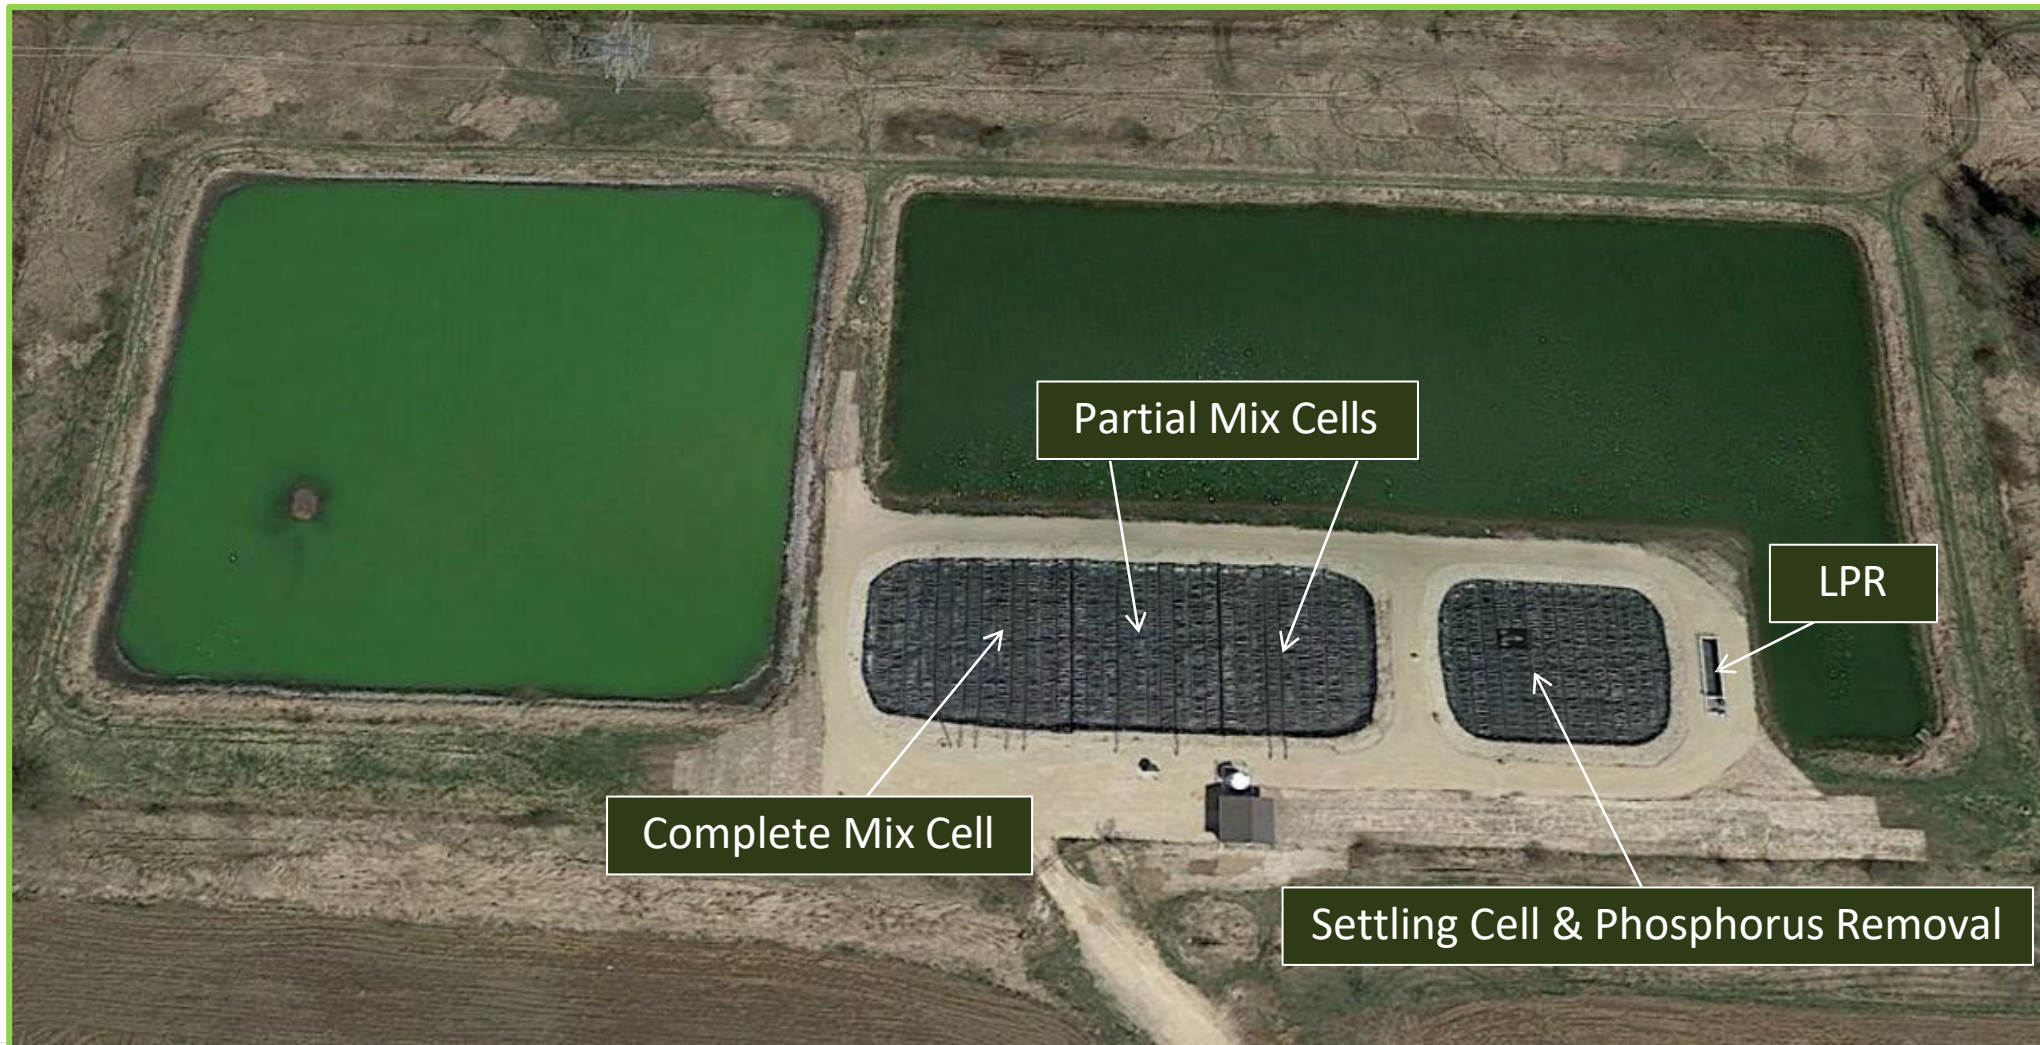 Partial Mix Cells
LPR
Complete Mix Cell
Settling Cell & Phosphorus Removal